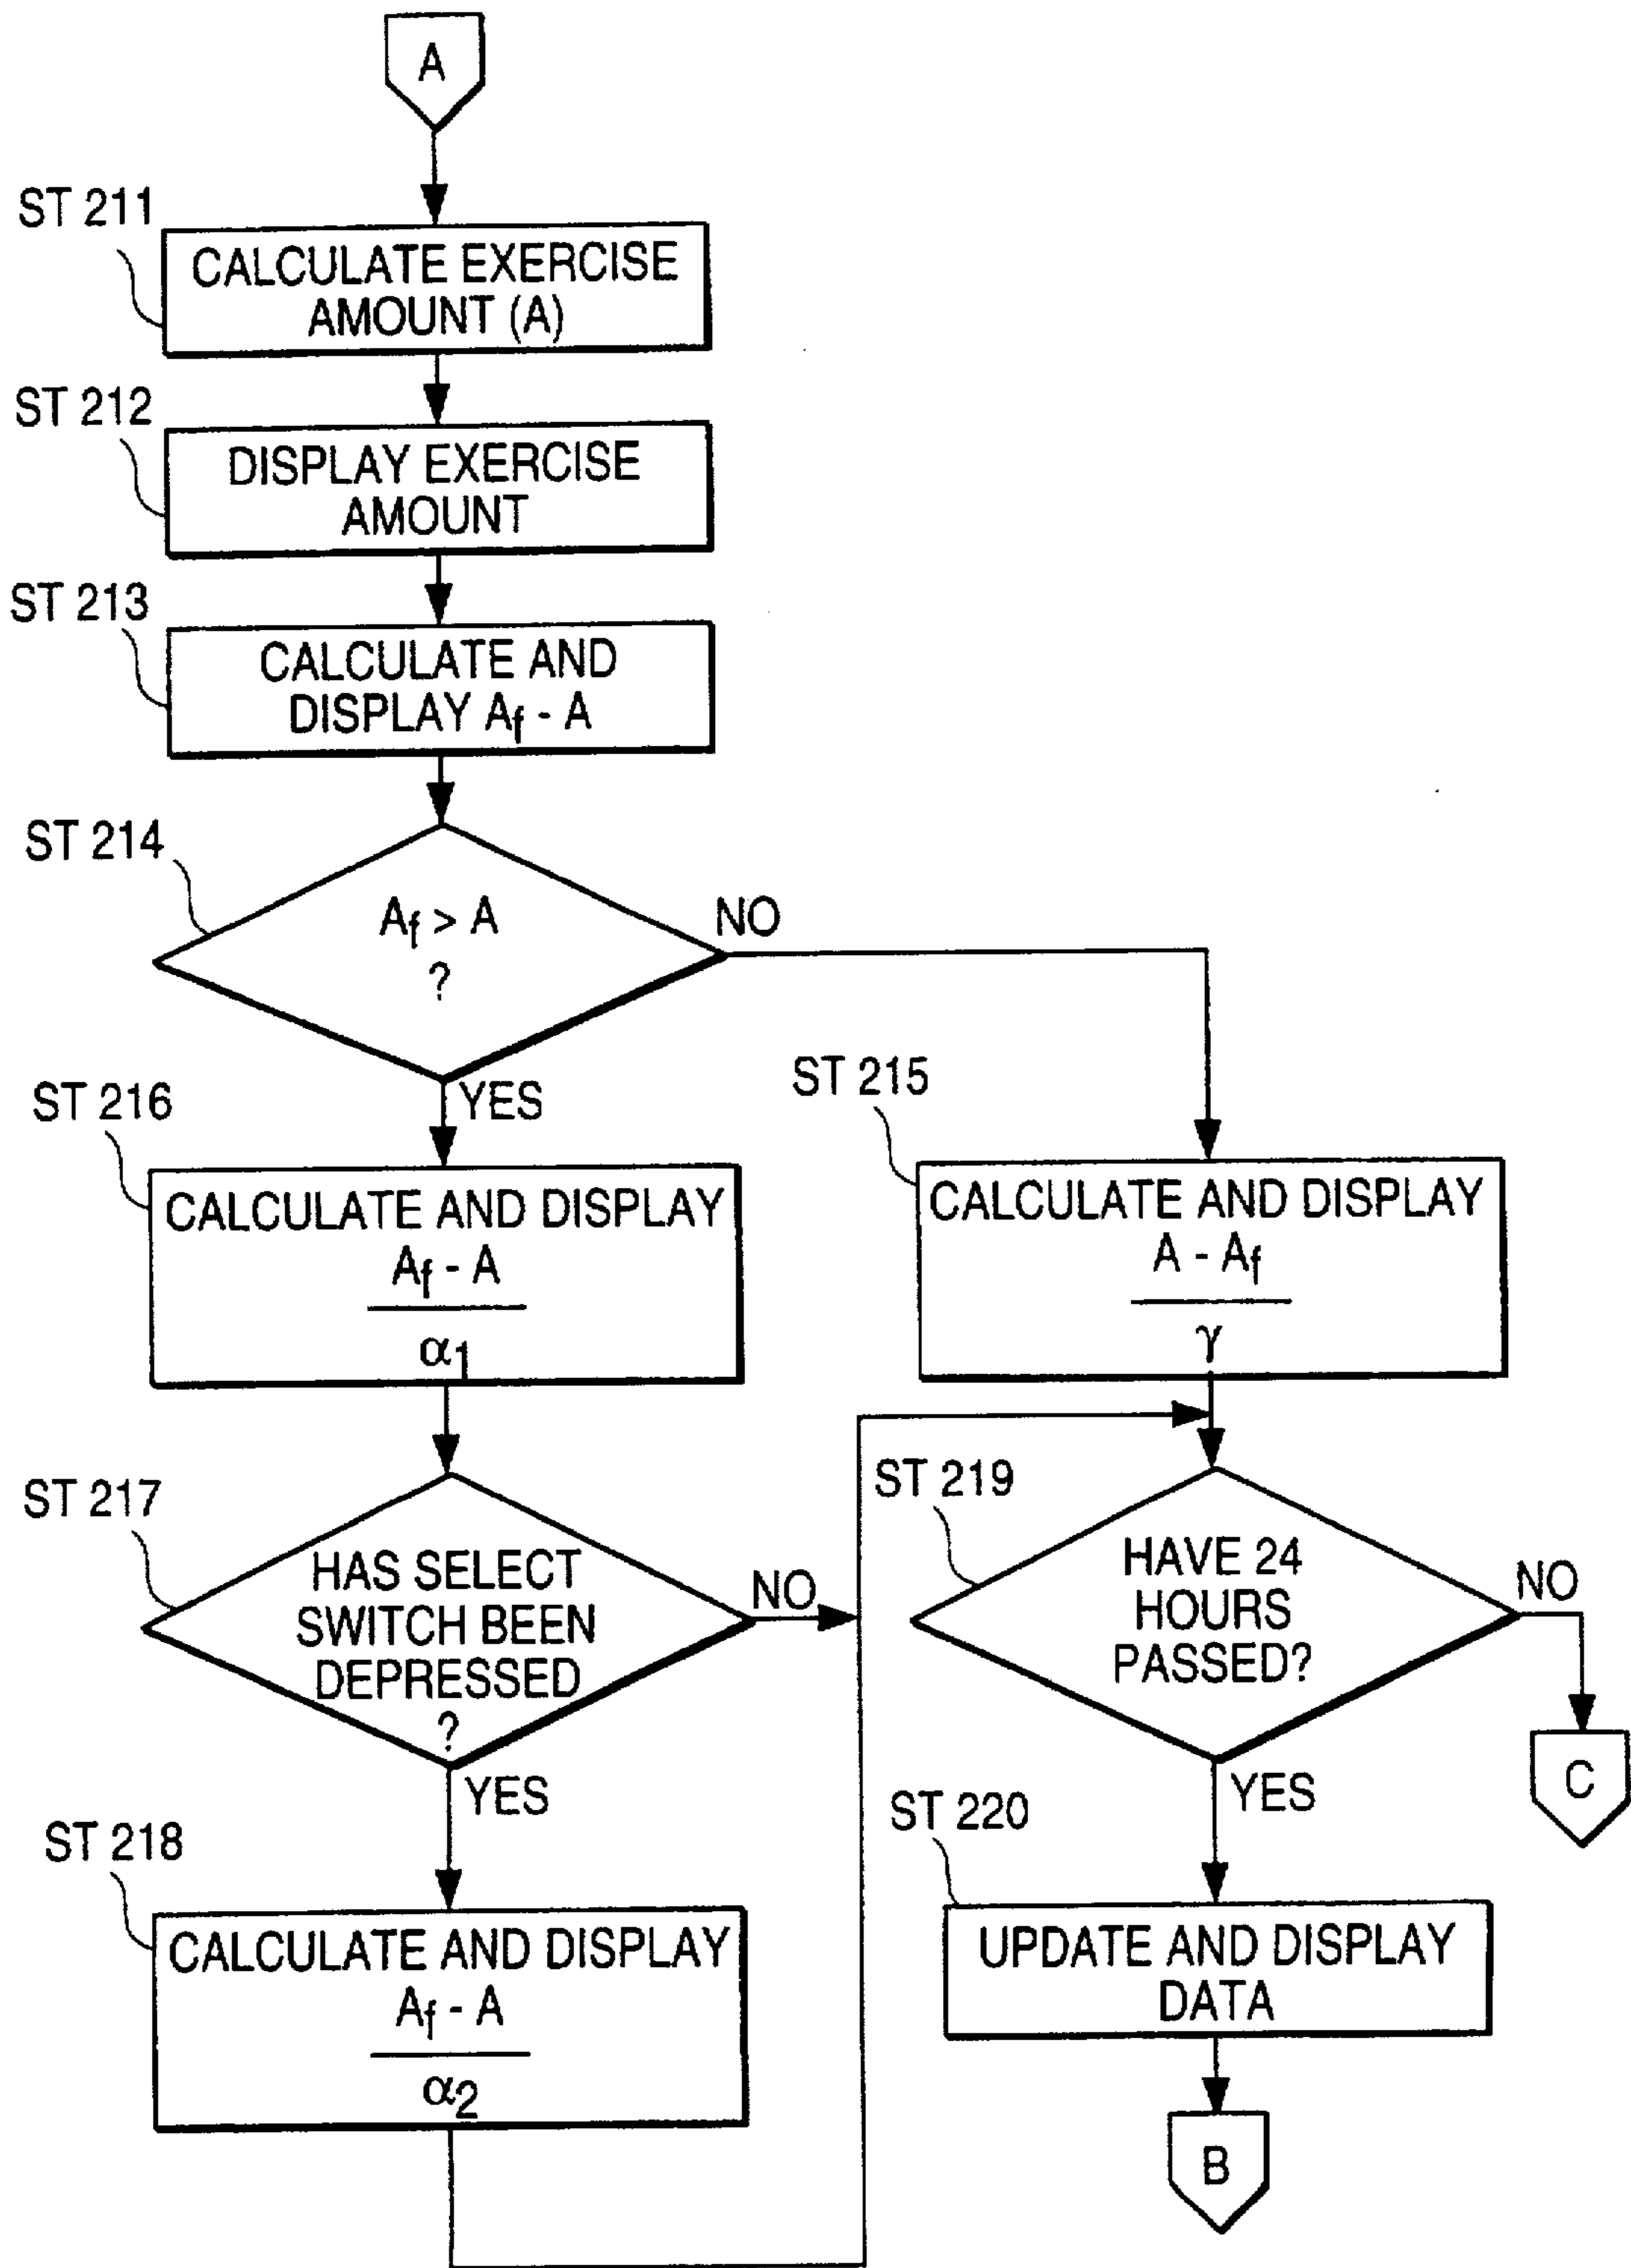 A
ST 211
CALCULATE EXERCISE
AMOUNT (A)
ST 212
DISPLAY EXERCISE
AMOUNT
ST 213
CALCULATE AND
DISPLAY Af - A
ST 214
Af > A
?
NO
YES
ST 216
CALCULATE AND DISPLAY
Af - A
α1
ST 215
CALCULATE AND DISPLAY
A - Af
γ
ST 217
HAS SELECT
SWITCH BEEN
DEPRESSED
?
NO
YES
ST 219
HAVE 24
HOURS
PASSED?
NO
C
YES
ST 218
CALCULATE AND DISPLAY
Af - A
α2
ST 220
UPDATE AND DISPLAY
DATA
B